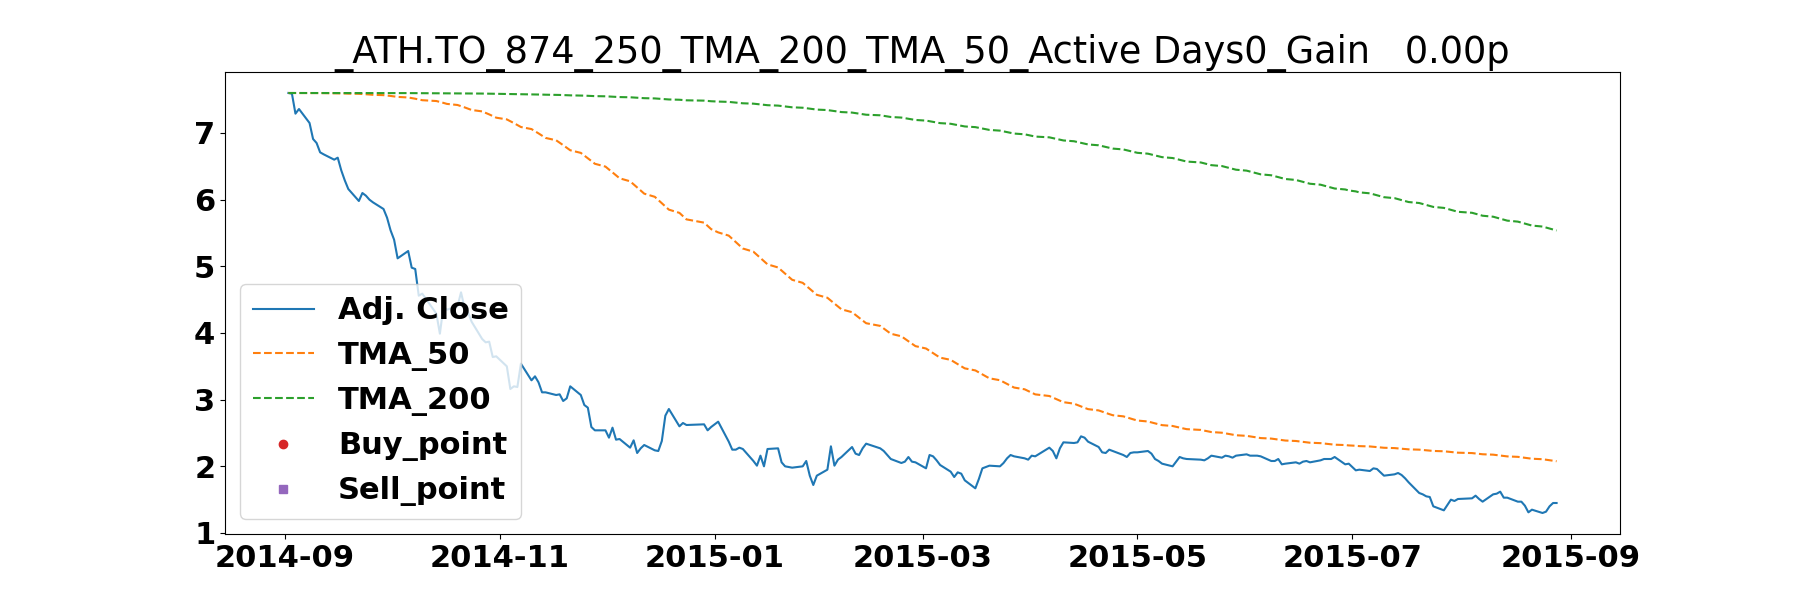 _ATH.TO_874_250_TMA_200_TMA_50_Active Days0_Gain   0.00p
7
6
5
4
3
2
1
Adj. Close
TMA_50
TMA_200
Buy_point
Sell_point
2014-09 2014-11 2015-01 2015-03 2015-05 2015-07 2015-09